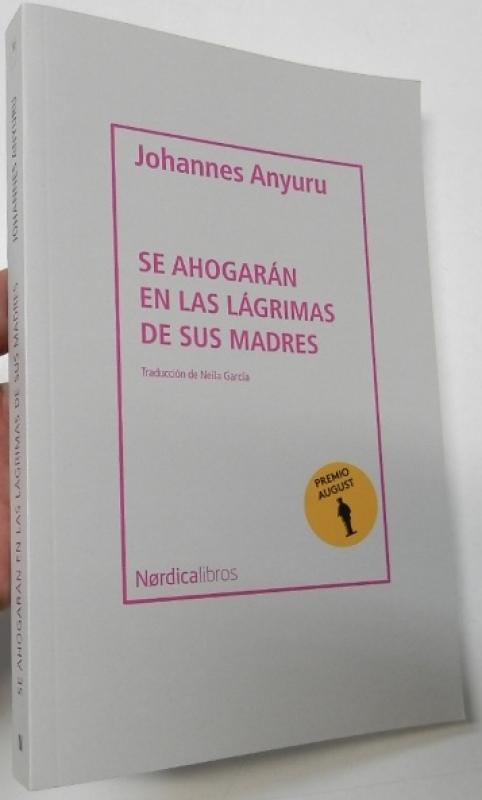 Johannes Anyuru
SE AHOGARÁN
EN LAS LÁGRIMAS
DE SUS MADRES
Traducción de Neila García
PREMIO
AUGUST
Nørdicalibros
SE AHOGARÁN EN LAS LÁGRIMAS DE SUS MADRES JOHANNES ANYURU
N